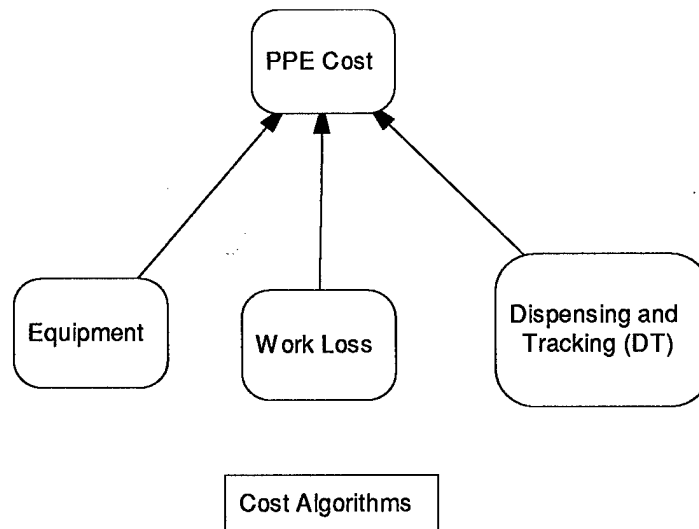 PPE Cost
Equipment
Work Loss
Dispensing and
Tracking (DT)
Cost Algorithms